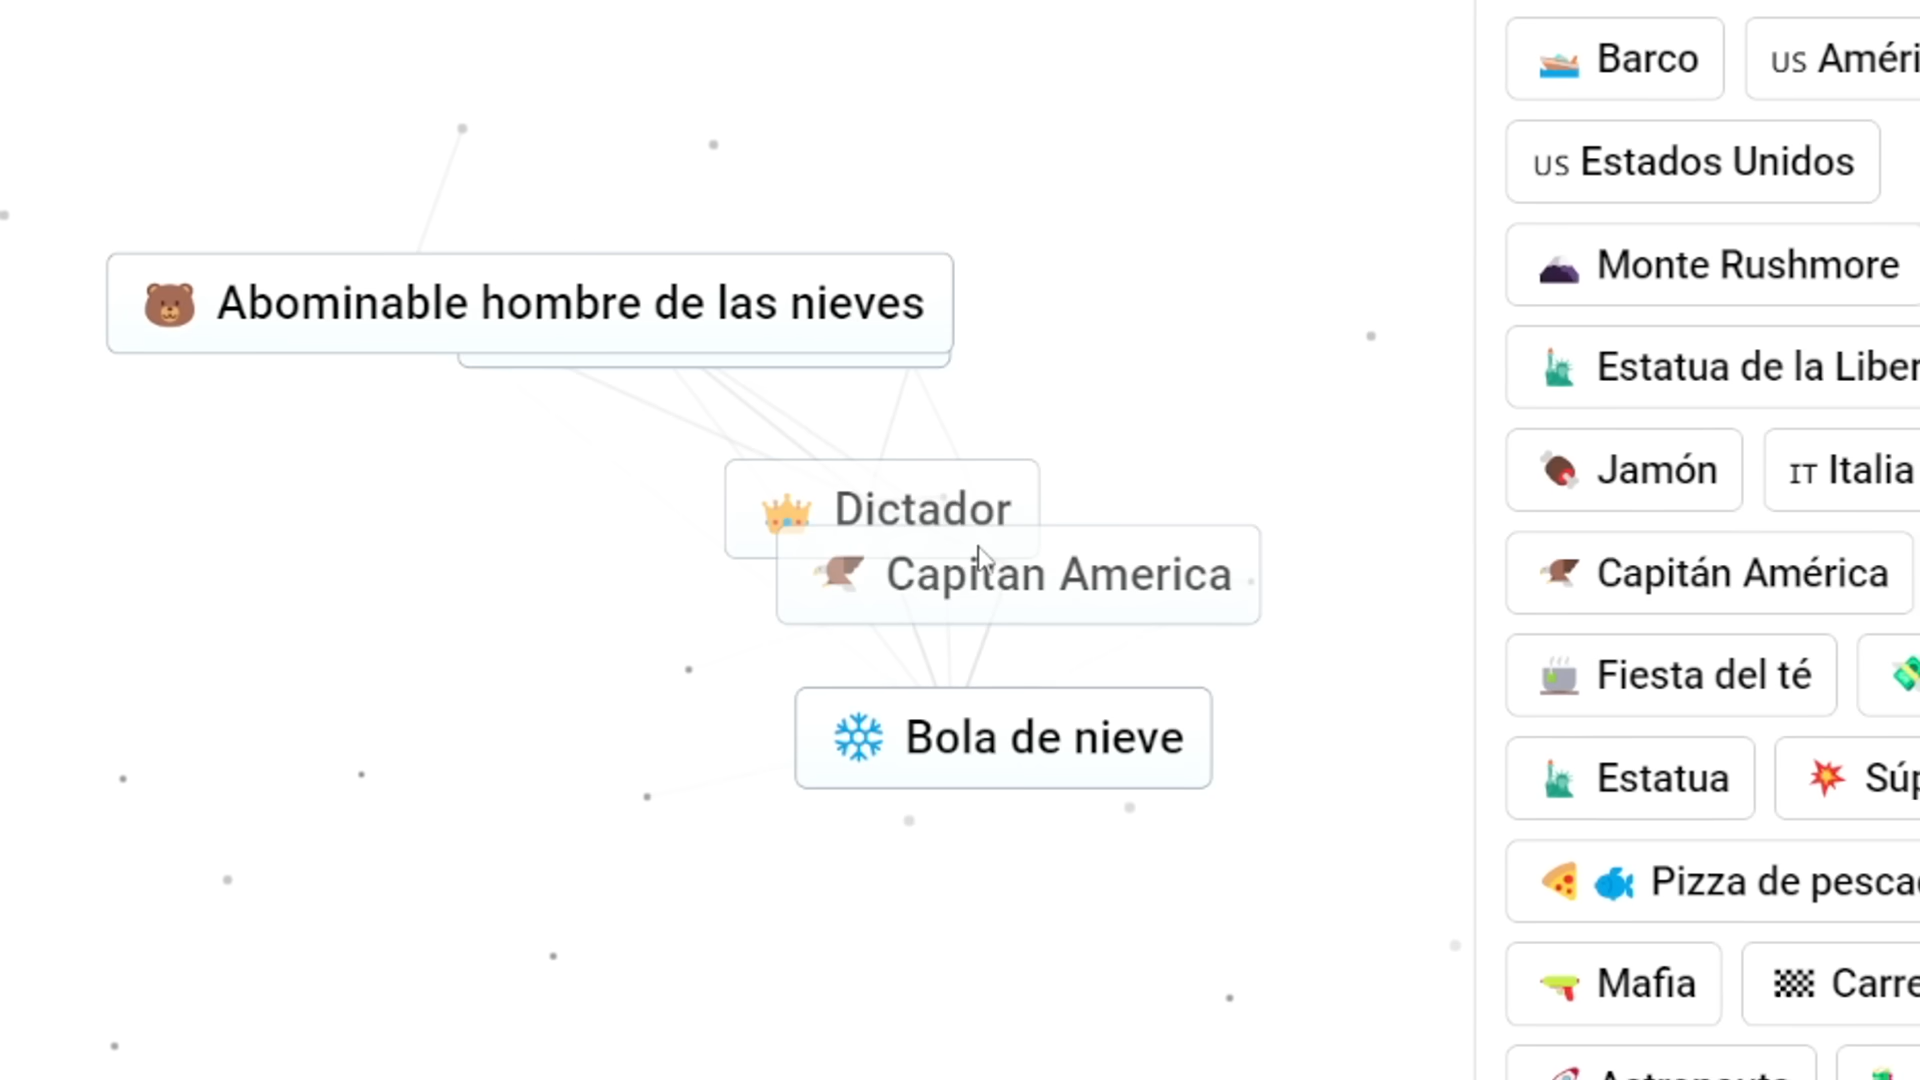 Abominable hombre de las nieves
Dictador
Capitan America
Bola de nieve
Barco
US Améri
US Estados Unidos
Monte Rushmore
Estatua de la Liber
Jamón
IT Italia
Capitán América
Fiesta del té
Estatua
Súp
Pizza de pesca
Mafia
Carre